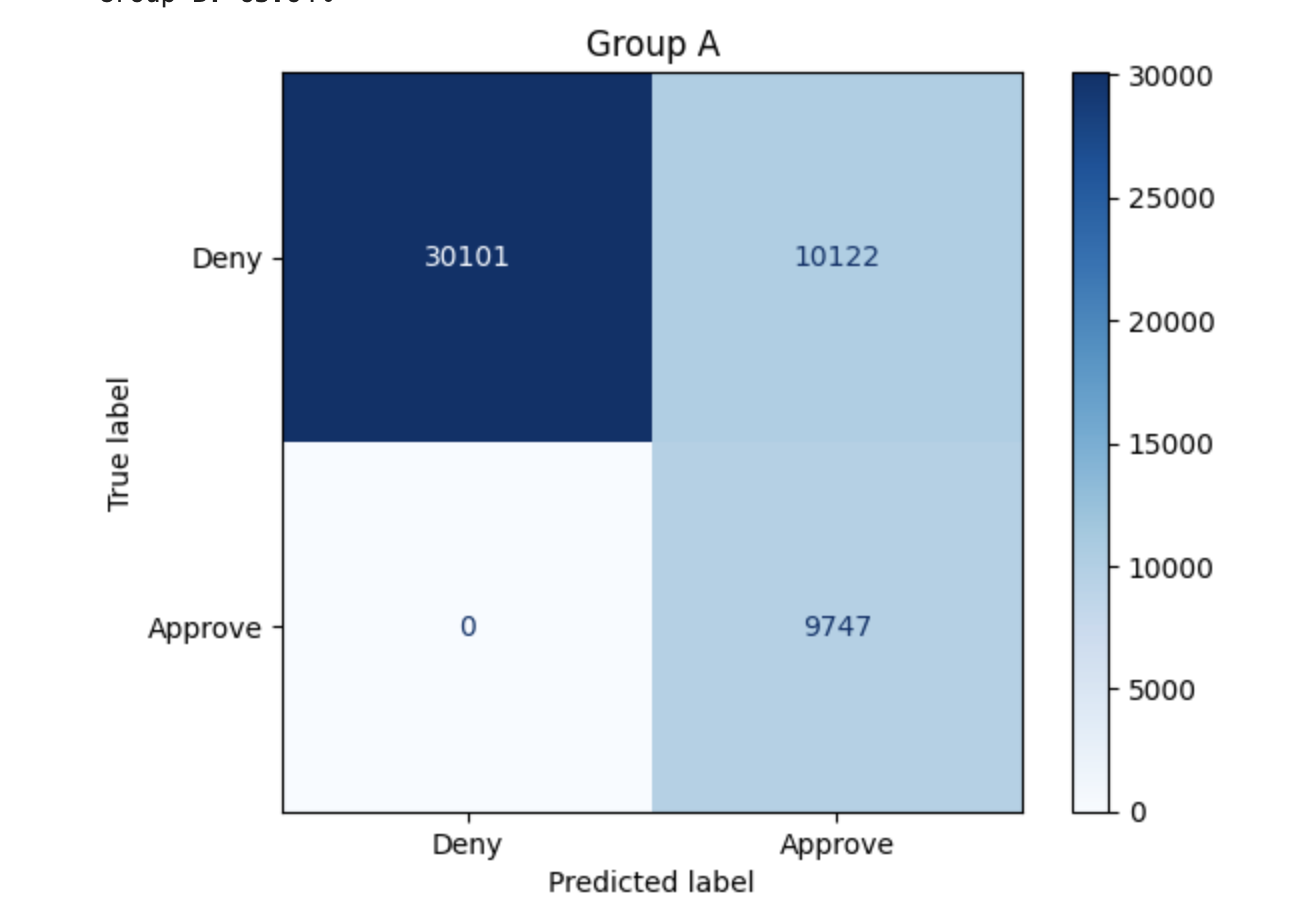 Group A
30000
25000
20000
15000
10000
5000
0
True label
Deny
30101
10122
Approve
0
9747
Deny
Approve
Predicted label